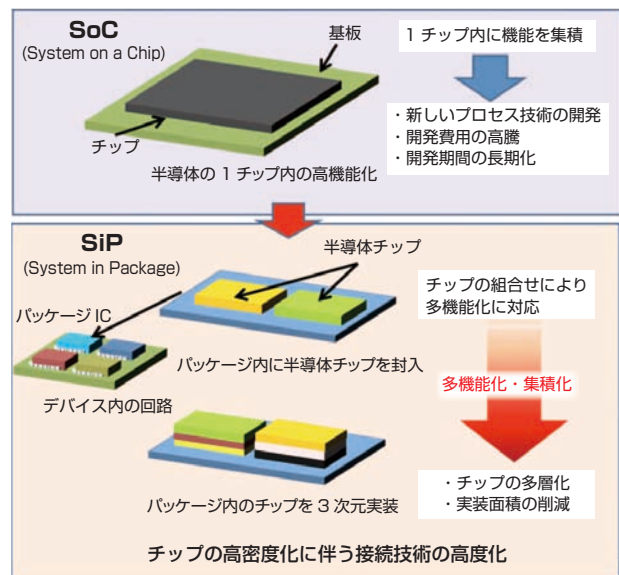 SoC
(System on a Chip)
基板
チップ
半導体の 1 チップ内の高機能化
1 チップ内に機能を集積
・新しいプロセス技術の開発
・開発費用の高騰
・開発期間の長期化
SiP
(System in Package)
半導体チップ
パッケージ IC
パッケージ内に半導体チップを封入
デバイス内の回路
パッケージ内のチップを 3 次元実装
チップの組合せにより
多機能化に対応
多機能化・集積化
・チップの多層化
・実装面積の削減
チップの高密度化に伴う接続技術の高度化